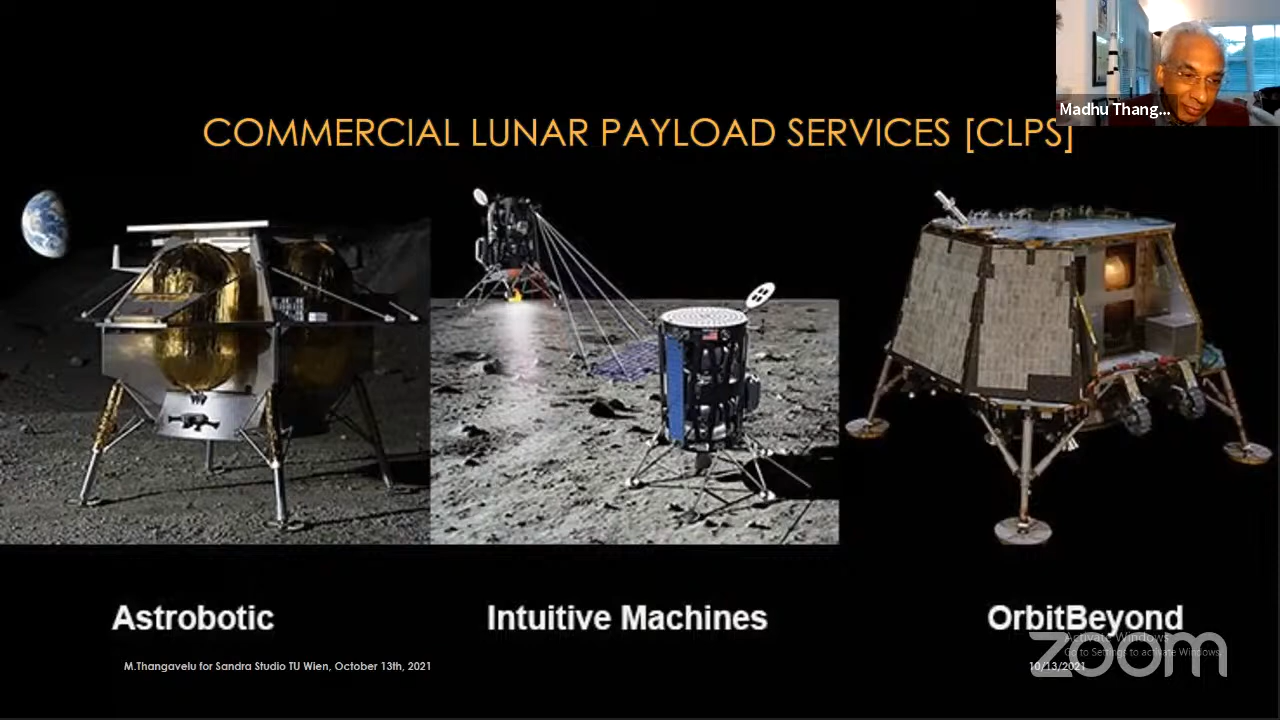 Madhu Thang...
COMMERCIAL LUNAR PAYLOAD SERVICES [CLPS]
Astrobotic
Intuitive Machines
OrbitBeyond
Activate Windows
Go to Settings to activate Windows.
zoom
M.Thangavelu for Sandra Studio TU Wien, October 13th, 2021
10/13/2021